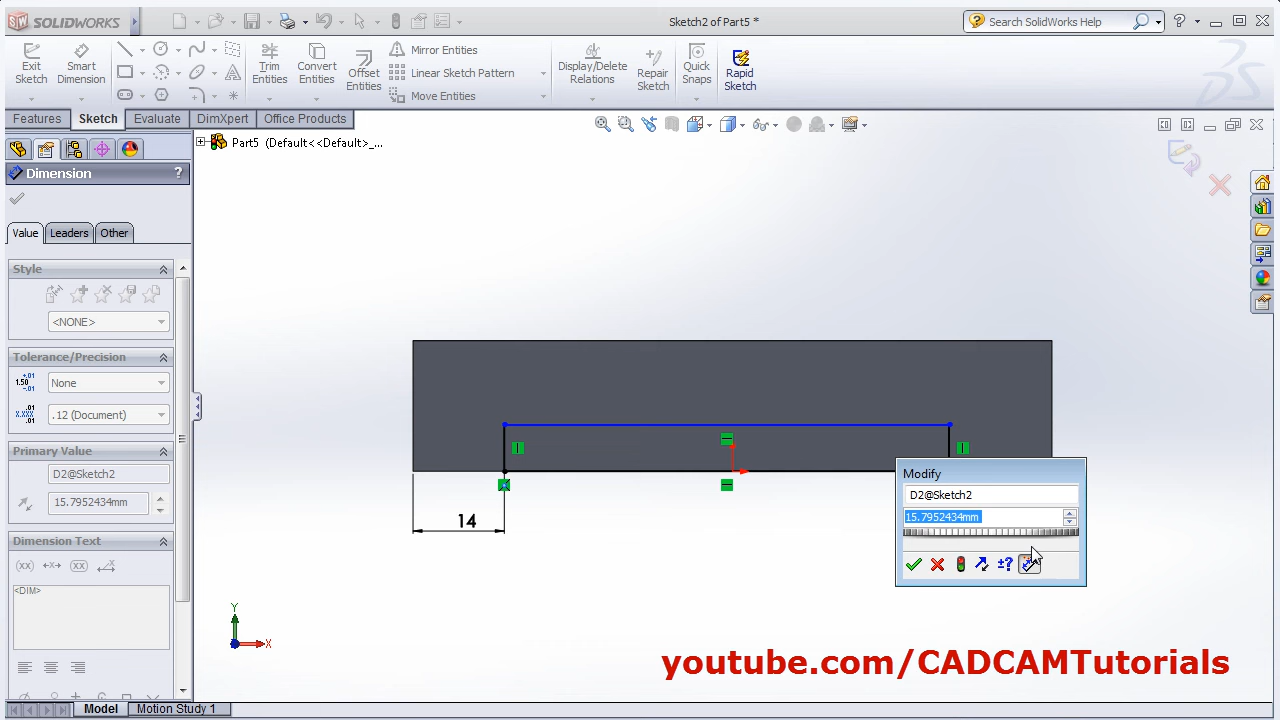 SOLIDWORKS
Sketch2 of Part5 *
Search SolidWorks Help
Exit Sketch
Smart Dimension
Trim Entities
Convert Entities
Offset Entities
Mirror Entities
Linear Sketch Pattern
Move Entities
Display/Delete Relations
Repair Sketch
Quick Snaps
Rapid Sketch
Features
Sketch
Evaluate
DimXpert
Office Products
Part5 (Default<<Default>_...
Dimension
?
Value
Leaders
Other
Style
<NONE>
Tolerance/Precision
None
.12 (Document)
Primary Value
D2@Sketch2
15.7952434mm
Dimension Text
<DIM>
14
Modify
D2@Sketch2
15.7952434mm
±?
Y
X
youtube.com/CADCAMTutorials
Model
Motion Study 1